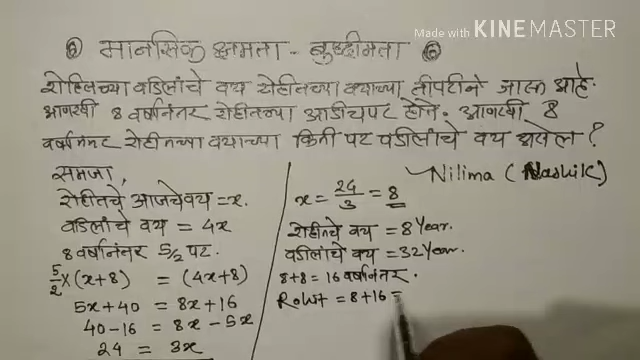 Made with KINEMASTER
⑥ मानसिक क्षमता - बुध्दीमता ⑥
रोहितच्या वडिलांचे वय रोहीतच्या वयाच्या तीपटीने जास्त आहे.
आणखी 8 वर्षानंतर रोहीतच्या आडीचपट होते. आणखी 8
वर्षानंतर रोहीतच्या वयाच्या किती पट वडीलांचे वय असेल?
समजा,
रोहीतचे आजचे वय = x.
वडिलांचे वय = 4x
8 वर्षानंतर 5/2 पट.
5/2 × (x+8) = (4x+8)
5x + 40 = 8x + 16
40 - 16 = 8x - 5x
24 = 3x
Nilima (Nashik)
x = 24/3 = 8
रोहीतचे वय = 8 Year.
वडीलांचे वय = 32 Year.
8+8 = 16 वर्षानंतर.
= 8+16 =